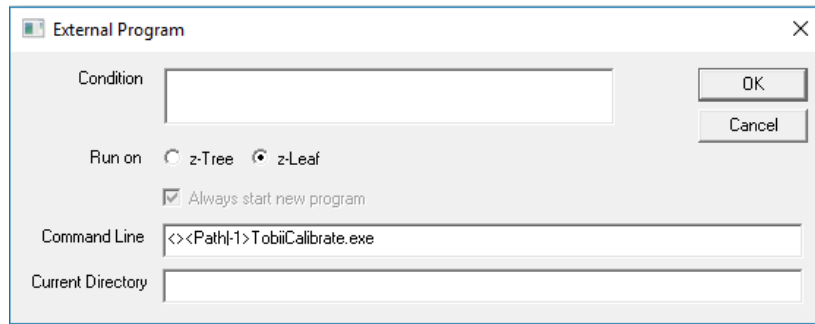 External Program
Condition
OK
Cancel
Run on z-Tree z-Leaf
Always start new program
Command Line <><Path|-1>TobiiCalibrate.exe
Current Directory